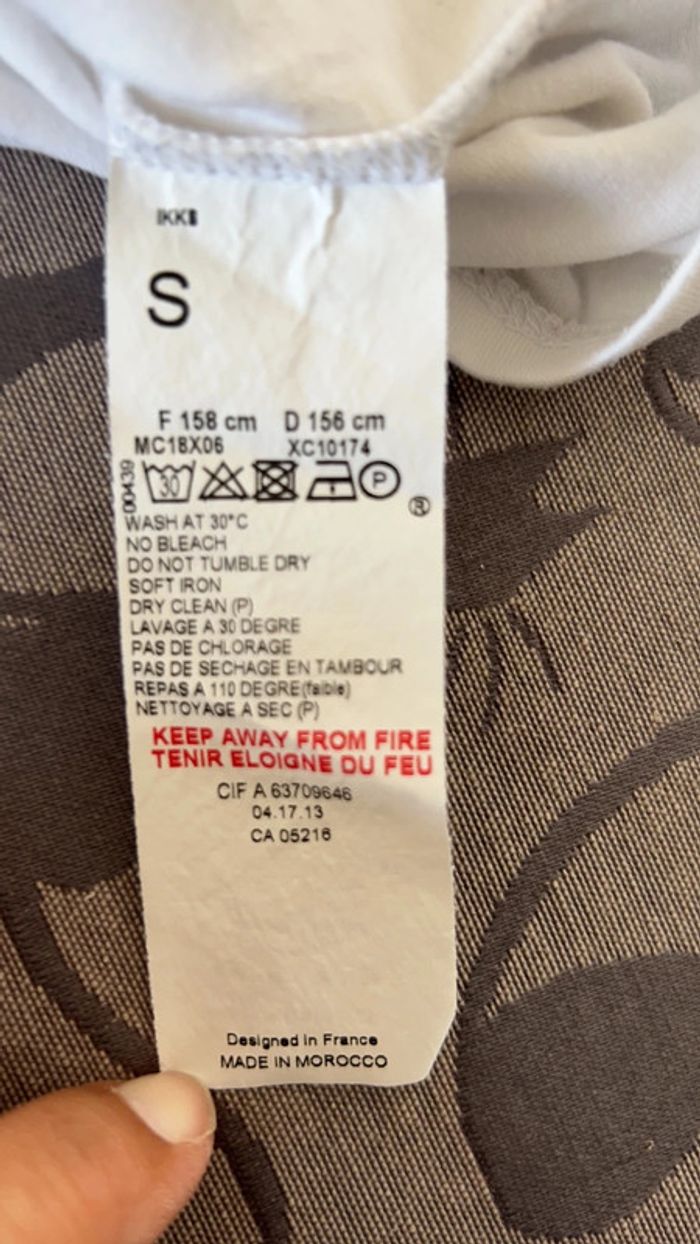 IKKS
S
F 158 cm D 156 cm
MC18X06 XC10174
00439
30 P
®
WASH AT 30°C
NO BLEACH
DO NOT TUMBLE DRY
SOFT IRON
DRY CLEAN (P)
LAVAGE A 30 DEGRE
PAS DE CHLORAGE
PAS DE SECHAGE EN TAMBOUR
REPAS A 110 DEGRE(faible)
NETTOYAGE A SEC (P)
KEEP AWAY FROM FIRE
TENIR ELOIGNE DU FEU
CIF A 63709646
04.17.13
CA 05216
Designed in France
MADE IN MOROCCO